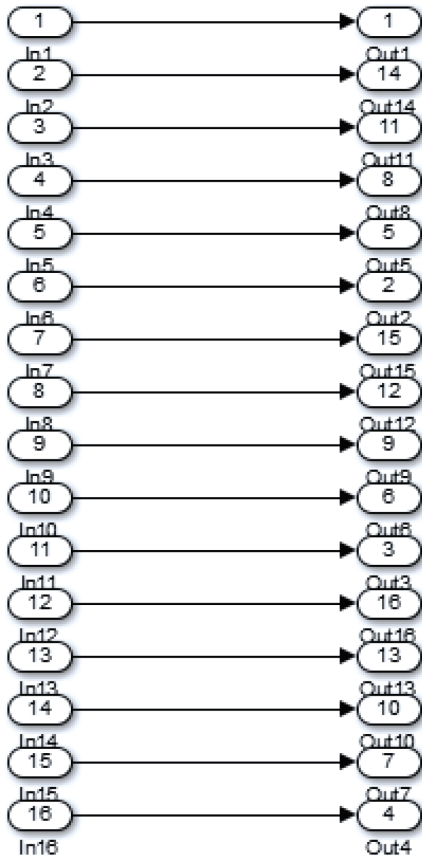 1 1
In1 Out1
2 14
In2 Out14
3 11
In3 Out11
4 8
In4 Out8
5 5
In5 Out5
6 2
In6 Out2
7 15
In7 Out15
8 12
In8 Out12
9 9
In9 Out9
10 6
In10 Out6
11 3
In11 Out3
12 16
In12 Out16
13 13
In13 Out13
14 10
In14 Out10
15 7
In15 Out7
16 4
In16 Out4